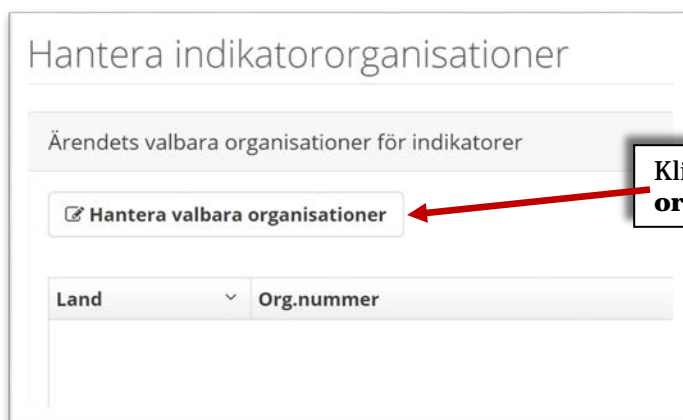 Hantera indikatororganisationer
Ärendets valbara organisationer för indikatorer
Hantera valbara organisationer
Land Org.nummer